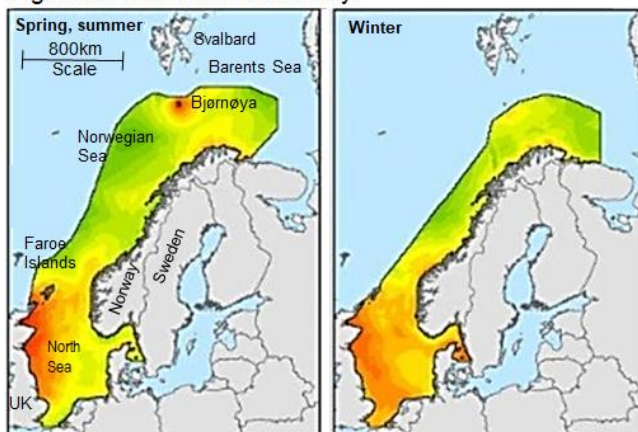 Spring, summer
800km
Scale
Svalbard
Barents Sea
Bjørnøya
Norwegian
Sea
Faroe
Islands
Norway
Sweden
North
Sea
UK
Winter